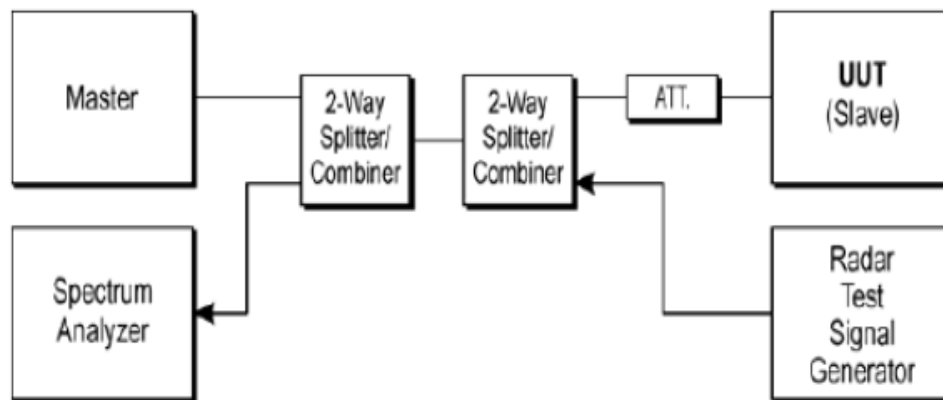 Master
2-Way
Splitter/
Combiner
2-Way
Splitter/
Combiner
ATT.
UUT
(Slave)
Spectrum
Analyzer
Radar
Test
Signal
Generator